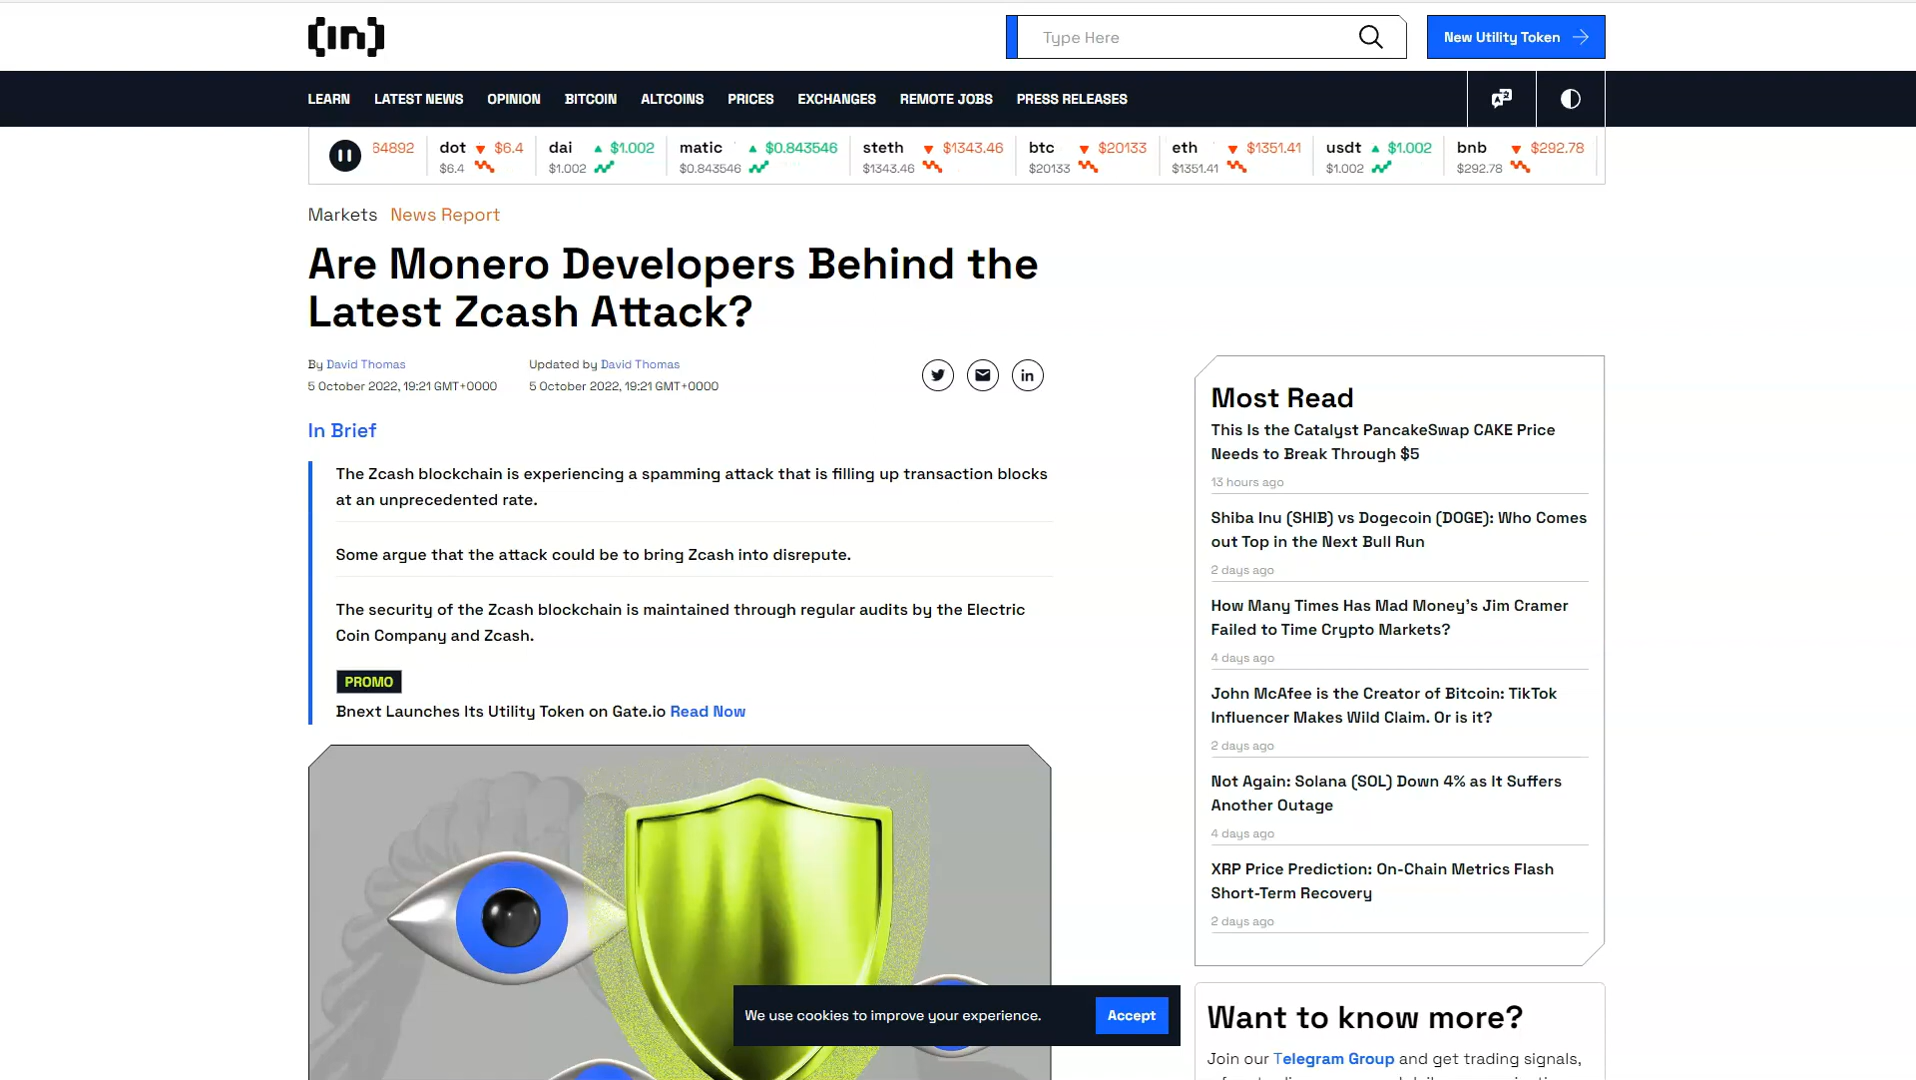 [in]
Type Here
New Utility Token
LEARN LATEST NEWS OPINION BITCOIN ALTCOINS PRICES EXCHANGES REMOTE JOBS PRESS RELEASES
64892 dot $6.4 dai $1.002 matic $0.843546 steth $1343.46 btc $20133 eth $1351.41 usdt $1.002 bnb $292.78
$6.4 $1.002 $0.843546 $1343.46 $20133 $1351.41 $1.002 $292.78
Markets News Report
Are Monero Developers Behind the
Latest Zcash Attack?
By David Thomas
5 October 2022, 19:21 GMT+0000
Updated by David Thomas
5 October 2022, 19:21 GMT+0000
In Brief
The Zcash blockchain is experiencing a spamming attack that is filling up transaction blocks
at an unprecedented rate.
Some argue that the attack could be to bring Zcash into disrepute.
The security of the Zcash blockchain is maintained through regular audits by the Electric
Coin Company and Zcash.
PROMO
Bnext Launches Its Utility Token on Gate.io Read Now
Most Read
This Is the Catalyst PancakeSwap CAKE Price
Needs to Break Through $5
13 hours ago
Shiba Inu (SHIB) vs Dogecoin (DOGE): Who Comes
out Top in the Next Bull Run
2 days ago
How Many Times Has Mad Money's Jim Cramer
Failed to Time Crypto Markets?
4 days ago
John McAfee is the Creator of Bitcoin: TikTok
Influencer Makes Wild Claim. Or is it?
2 days ago
Not Again: Solana (SOL) Down 4% as It Suffers
Another Outage
4 days ago
XRP Price Prediction: On-Chain Metrics Flash
Short-Term Recovery
2 days ago
We use cookies to improve your experience.
Accept
Want to know more?
Join our Telegram Group and get trading signals,